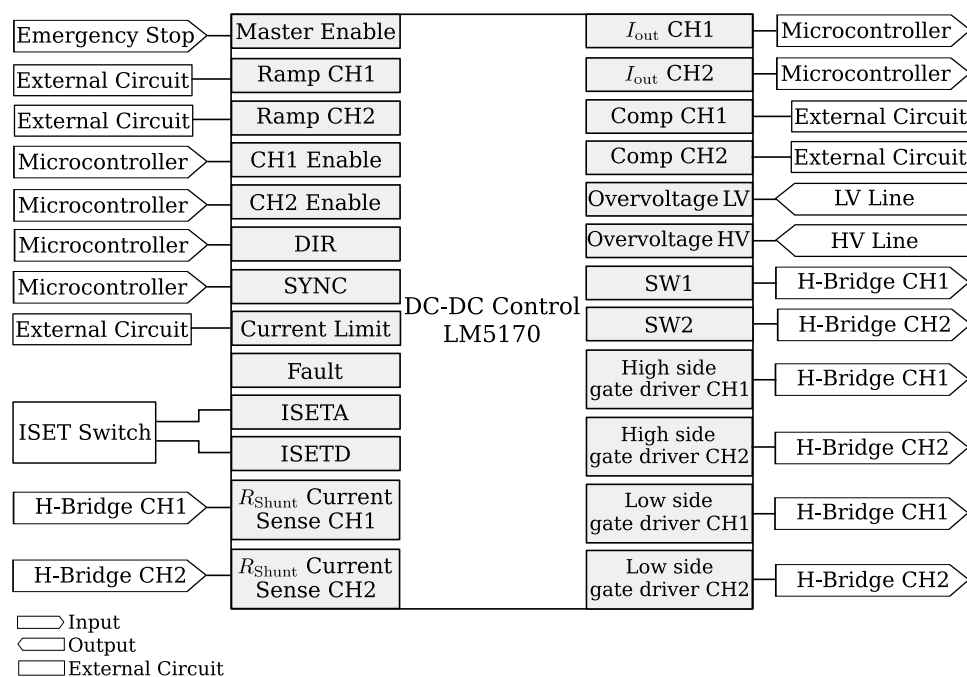 Emergency Stop
Master Enable
External Circuit
Ramp CH1
External Circuit
Ramp CH2
Microcontroller
CH1 Enable
Microcontroller
CH2 Enable
Microcontroller
DIR
Microcontroller
SYNC
External Circuit
Current Limit
Fault
ISET Switch
ISETA
ISETD
H-Bridge CH1
R_Shunt Current
Sense CH1
H-Bridge CH2
R_Shunt Current
Sense CH2
DC-DC Control
LM5170
I_out CH1
Microcontroller
I_out CH2
Microcontroller
Comp CH1
External Circuit
Comp CH2
External Circuit
Overvoltage LV
LV Line
Overvoltage HV
HV Line
SW1
H-Bridge CH1
SW2
H-Bridge CH2
High side
gate driver CH1
H-Bridge CH1
High side
gate driver CH2
H-Bridge CH2
Low side
gate driver CH1
H-Bridge CH1
Low side
gate driver CH2
H-Bridge CH2
Input
Output
External Circuit